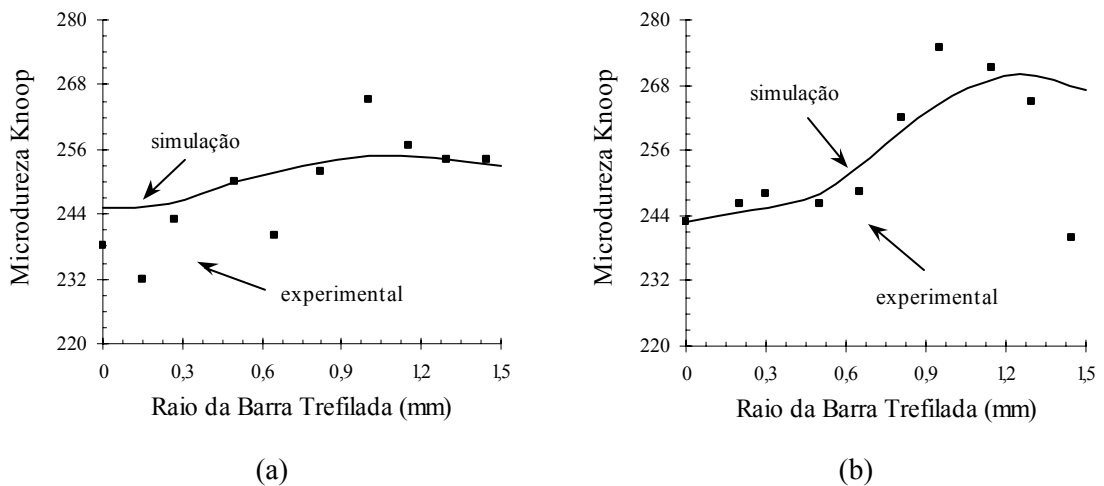 280
268
256
244
232
220
Microdureza Knoop
simulação
experimental
0 0,3 0,6 0,9 1,2 1,5
Raio da Barra Trefilada (mm)
(a)
280
268
256
244
232
220
Microdureza Knoop
simulação
experimental
0 0,3 0,6 0,9 1,2 1,5
Raio da Barra Trefilada (mm)
(b)